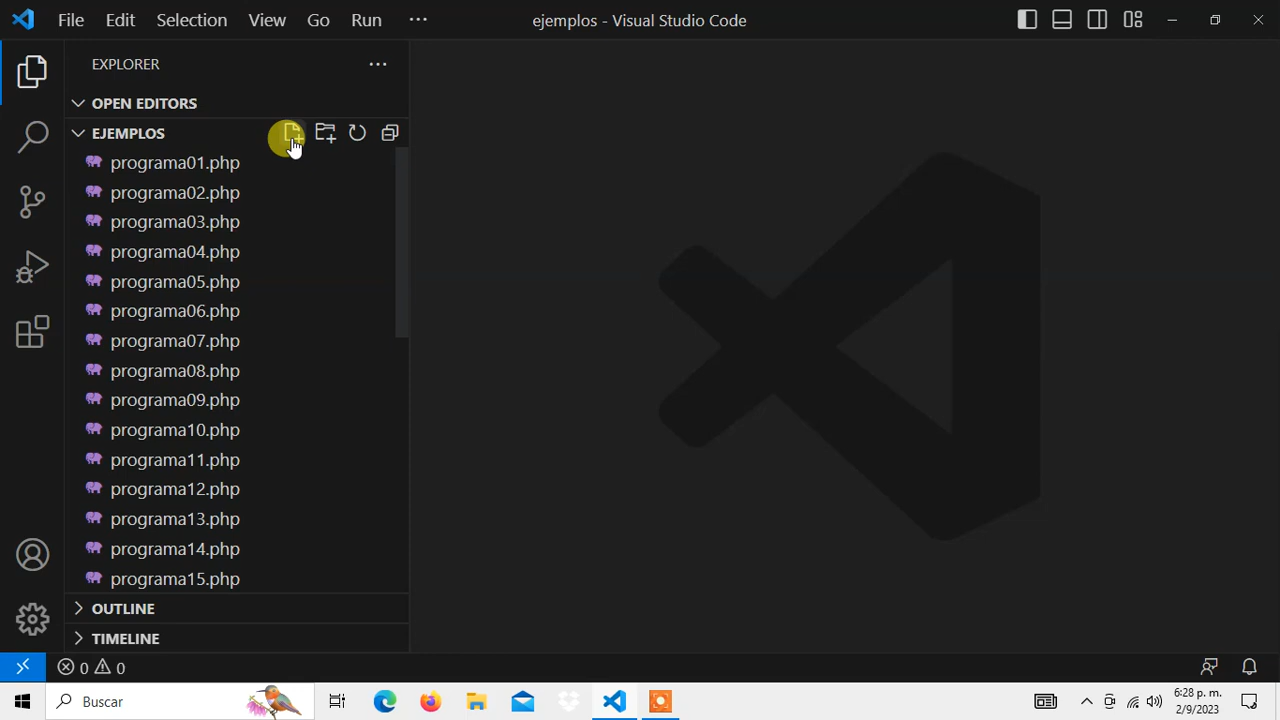 File Edit Selection View Go Run ···
ejemplos - Visual Studio Code
EXPLORER
OPEN EDITORS
EJEMPLOS
programa01.php
programa02.php
programa03.php
programa04.php
programa05.php
programa06.php
programa07.php
programa08.php
programa09.php
programa10.php
programa11.php
programa12.php
programa13.php
programa14.php
programa15.php
OUTLINE
TIMELINE
0 0
Buscar
6:28 p. m.
2/9/2023